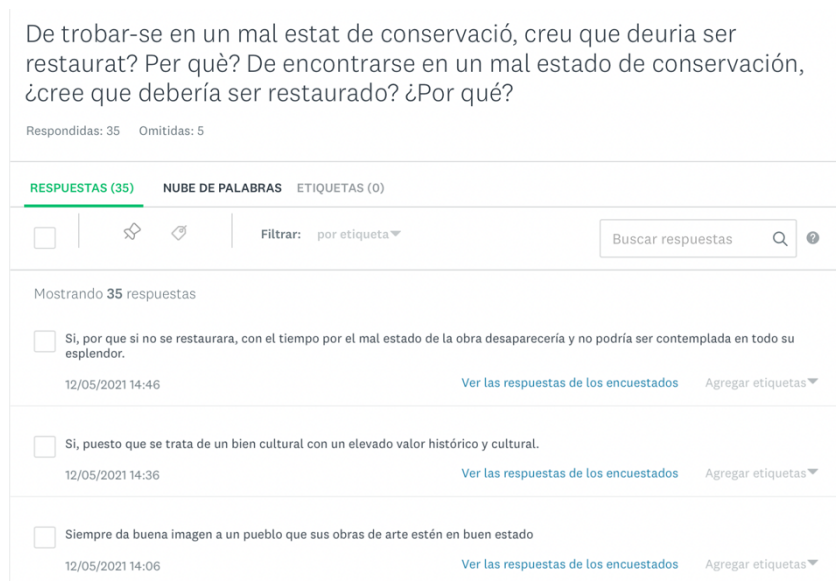 De trobar-se en un mal estat de conservació, creu que deuria ser
restaurat? Per què? De encontrarse en un mal estado de conservación,
¿cree que debería ser restaurado? ¿Por qué?
Respondidas: 35 Omitidas: 5
RESPUESTAS (35) NUBE DE PALABRAS ETIQUETAS (0)
Filtrar: por etiqueta Buscar respuestas ?
Mostrando 35 respuestas
Si, por que si no se restaurara, con el tiempo por el mal estado de la obra desaparecería y no podría ser contemplada en todo su
esplendor.
12/05/2021 14:46 Ver las respuestas de los encuestados Agregar etiquetas
Si, puesto que se trata de un bien cultural con un elevado valor histórico y cultural.
12/05/2021 14:36 Ver las respuestas de los encuestados Agregar etiquetas
Siempre da buena imagen a un pueblo que sus obras de arte estén en buen estado
12/05/2021 14:06 Ver las respuestas de los encuestados Agregar etiquetas